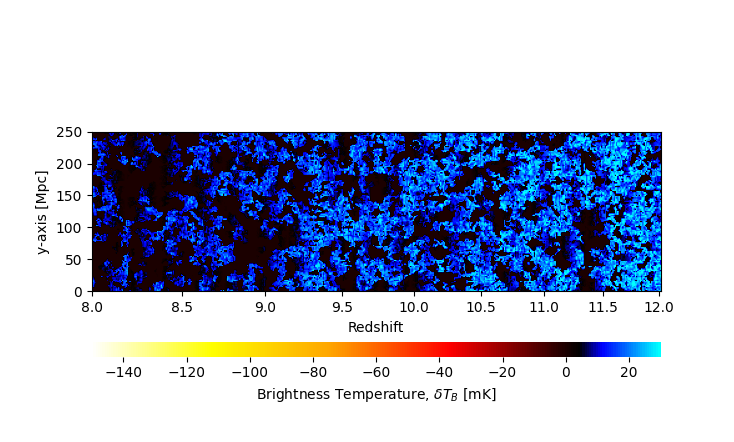 250
200
150
100
50
0
y-axis [Mpc]
8.0 8.5 9.0 9.5 10.0 10.5 11.0 11.5 12.0
Redshift
−140 −120 −100 −80 −60 −40 −20 0 20
Brightness Temperature, δT_B [mK]